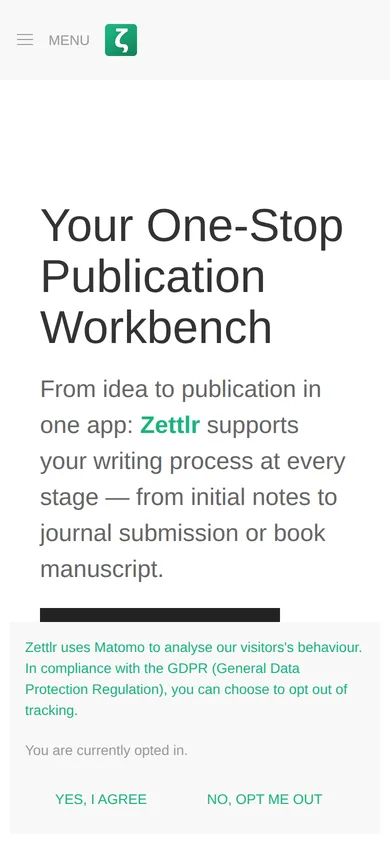 MENU
ζ
Your One-Stop
Publication
Workbench
From idea to publication in
one app: Zettlr supports
your writing process at every
stage — from initial notes to
journal submission or book
manuscript.
Zettlr uses Matomo to analyse our visitors's behaviour.
In compliance with the GDPR (General Data
Protection Regulation), you can choose to opt out of
tracking.
You are currently opted in.
YES, I AGREE
NO, OPT ME OUT